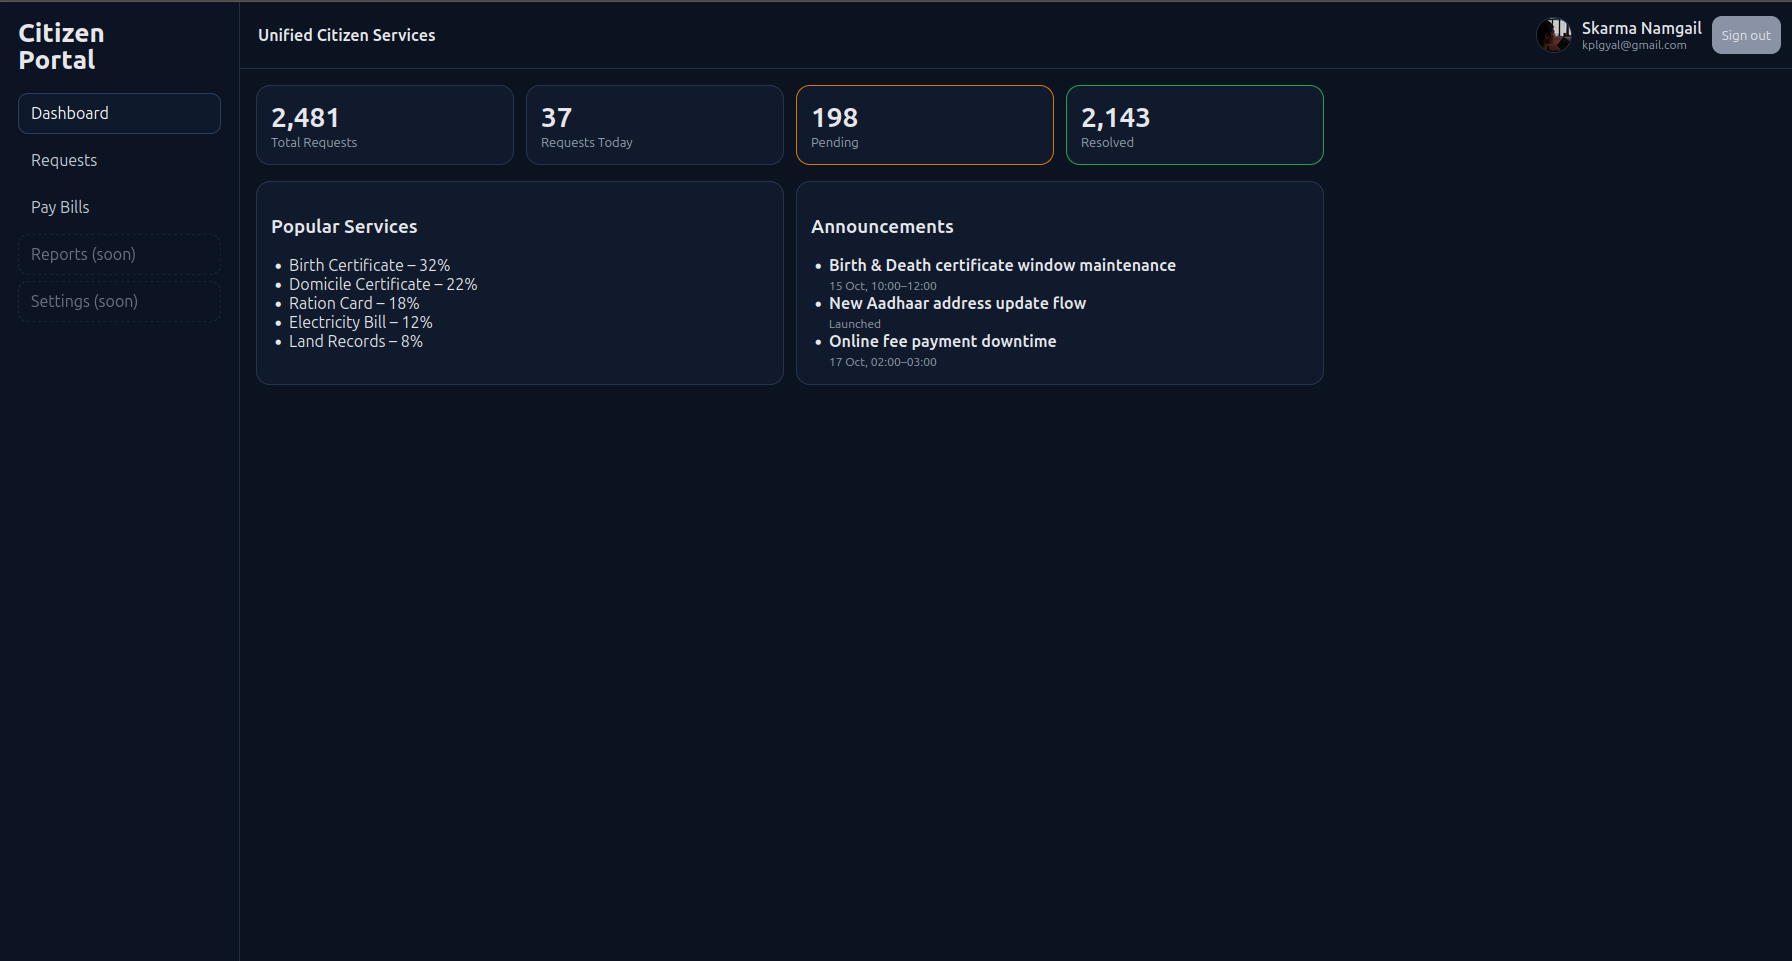 Citizen
Portal
Dashboard
Requests
Pay Bills
Reports (soon)
Settings (soon)
Unified Citizen Services
Skarma Namgail
kplgyal@gmail.com
Sign out
2,481
Total Requests
37
Requests Today
198
Pending
2,143
Resolved
Popular Services
• Birth Certificate – 32%
• Domicile Certificate – 22%
• Ration Card – 18%
• Electricity Bill – 12%
• Land Records – 8%
Announcements
• Birth & Death certificate window maintenance
15 Oct, 10:00–12:00
• New Aadhaar address update flow
Launched
• Online fee payment downtime
17 Oct, 02:00–03:00